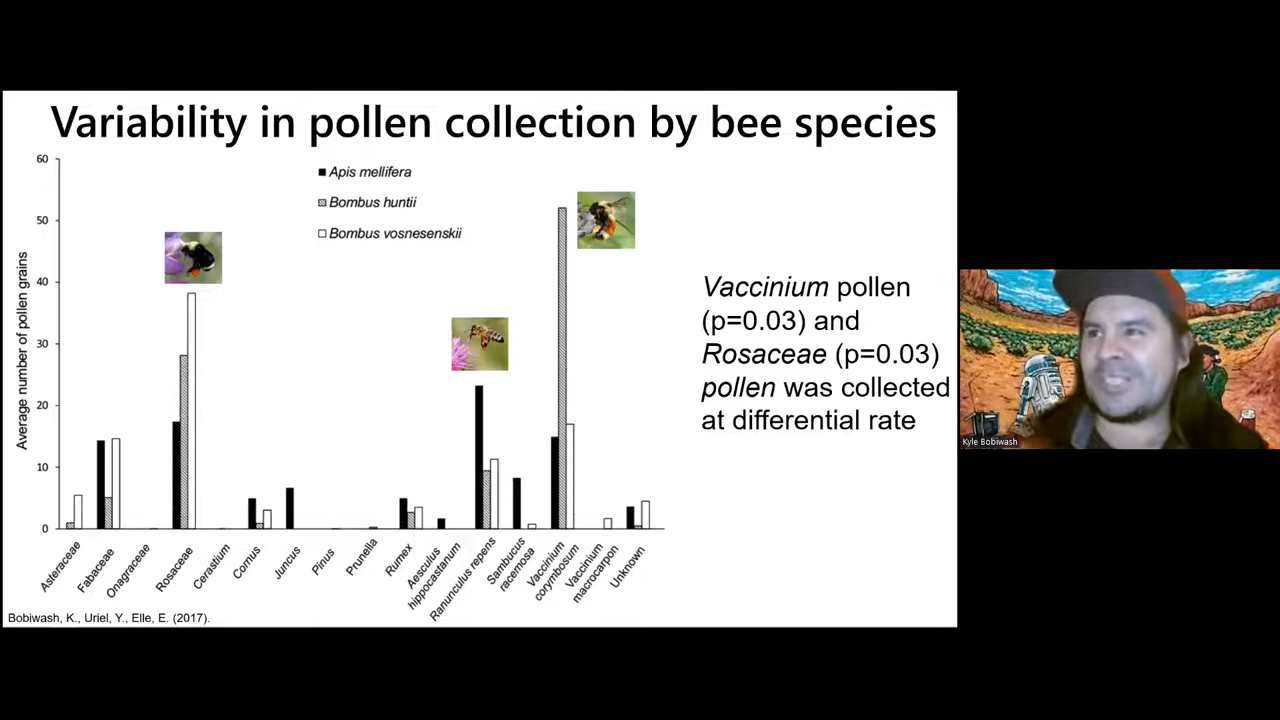 Variability in pollen collection by bee species
60
50
40
30
20
10
0
Average number of pollen grains
Apis mellifera
Bombus huntii
Bombus vosnesenskii
Asteraceae
Fabaceae
Onagraceae
Rosaceae
Cerastium
Cornus
Juncus
Pinus
Prunella
Rumex
Aesculus
hippocastanum
Ranunculus repens
Sambucus
racemosa
Vaccinium
corymbosum
Vaccinium
macrocarpon
Unknown
Vaccinium pollen
(p=0.03) and
Rosaceae (p=0.03)
pollen was collected
at differential rate
Bobiwash, K., Uriel, Y., Elle, E. (2017).
Kyle Bobiwash